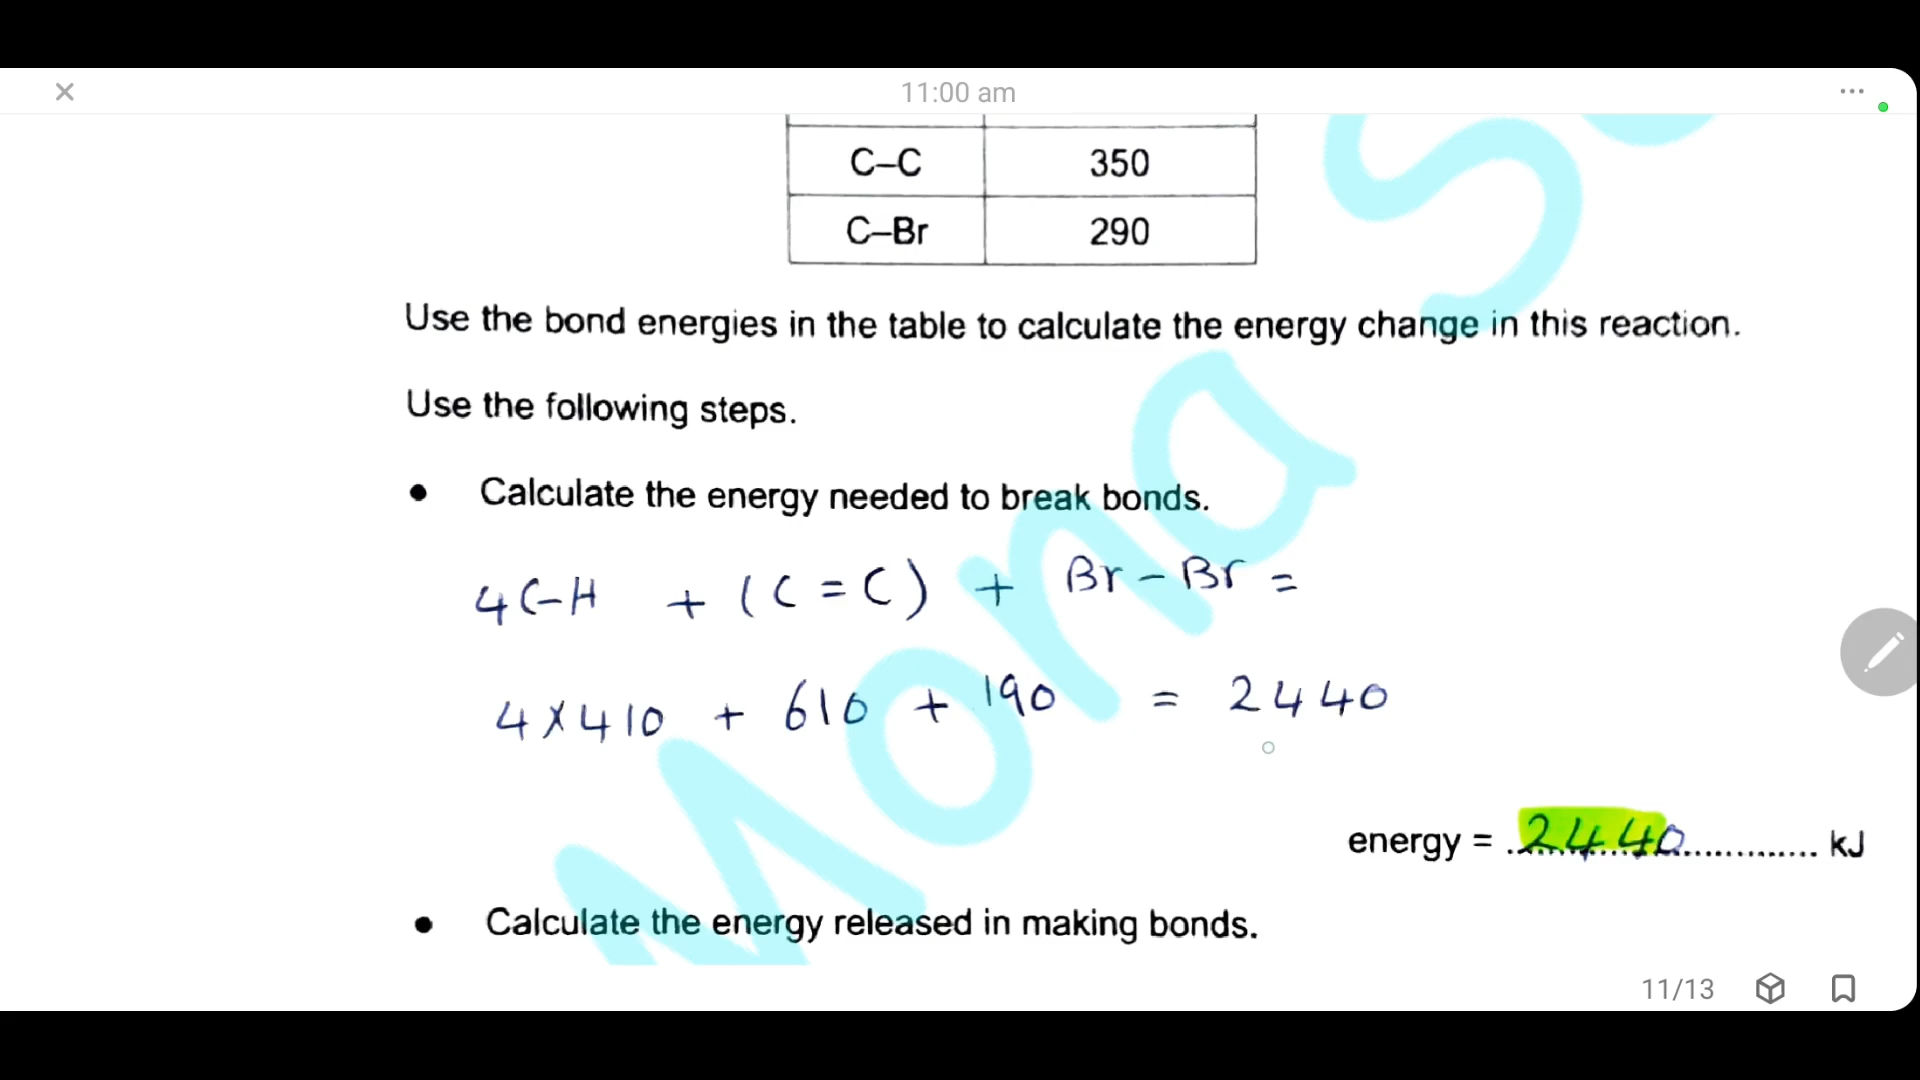 11:00 am
C–C 350
C–Br 290
Use the bond energies in the table to calculate the energy change in this reaction.
Use the following steps.
• Calculate the energy needed to break bonds.
4C–H + (C=C) + Br–Br =
4×410 + 610 + 190 = 2440
energy = 2440 kJ
• Calculate the energy released in making bonds.
Mona S
11/13